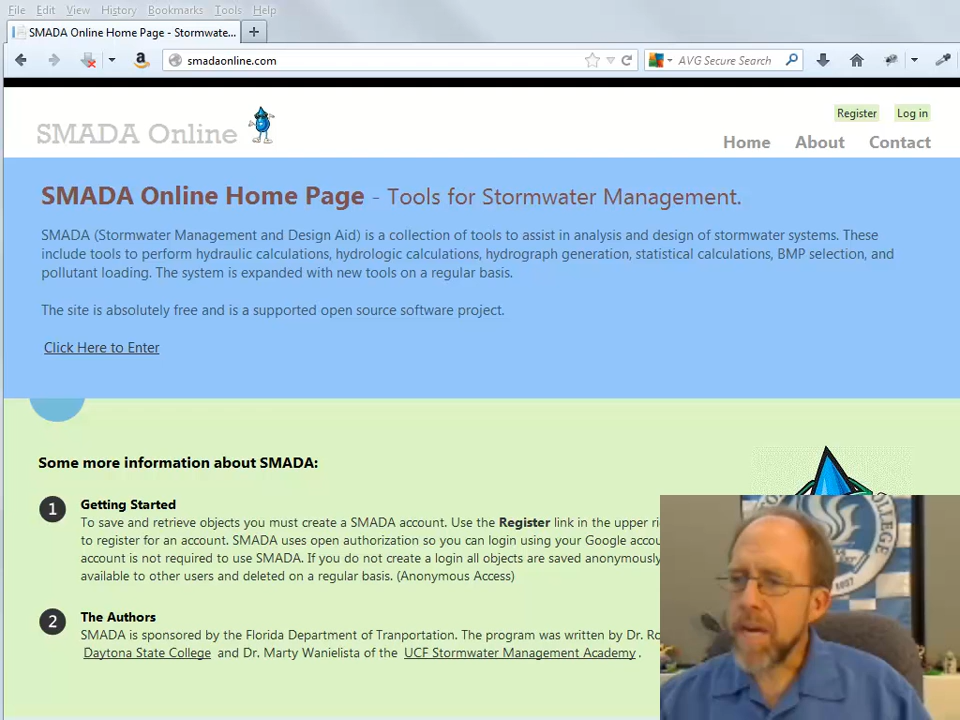 File Edit View History Bookmarks Tools Help
SMADA Online Home Page - Stormwate...
smadaonline.com
AVG Secure Search
Register Log in
SMADA Online
Home About Contact
SMADA Online Home Page - Tools for Stormwater Management.
SMADA (Stormwater Management and Design Aid) is a collection of tools to assist in analysis and design of stormwater systems. These
include tools to perform hydraulic calculations, hydrologic calculations, hydrograph generation, statistical calculations, BMP selection, and
pollutant loading. The system is expanded with new tools on a regular basis.
The site is absolutely free and is a supported open source software project.
Click Here to Enter
Some more information about SMADA:
1 Getting Started
To save and retrieve objects you must create a SMADA account. Use the Register link in the upper ri
to register for an account. SMADA uses open authorization so you can login using your Google accou
account is not required to use SMADA. If you do not create a login all objects are saved anonymously
available to other users and deleted on a regular basis. (Anonymous Access)
2 The Authors
SMADA is sponsored by the Florida Department of Tranportation. The program was written by Dr. Ro
Daytona State College and Dr. Marty Wanielista of the UCF Stormwater Management Academy.
COLLEGE